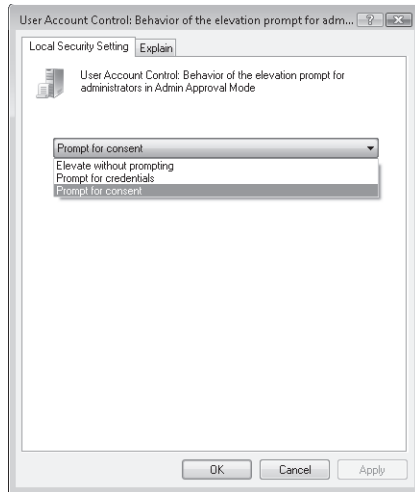 User Account Control: Behavior of the elevation prompt for adm...
Local Security Setting
Explain
User Account Control: Behavior of the elevation prompt for
administrators in Admin Approval Mode
Prompt for consent
Elevate without prompting
Prompt for credentials
Prompt for consent
OK
Cancel
Apply